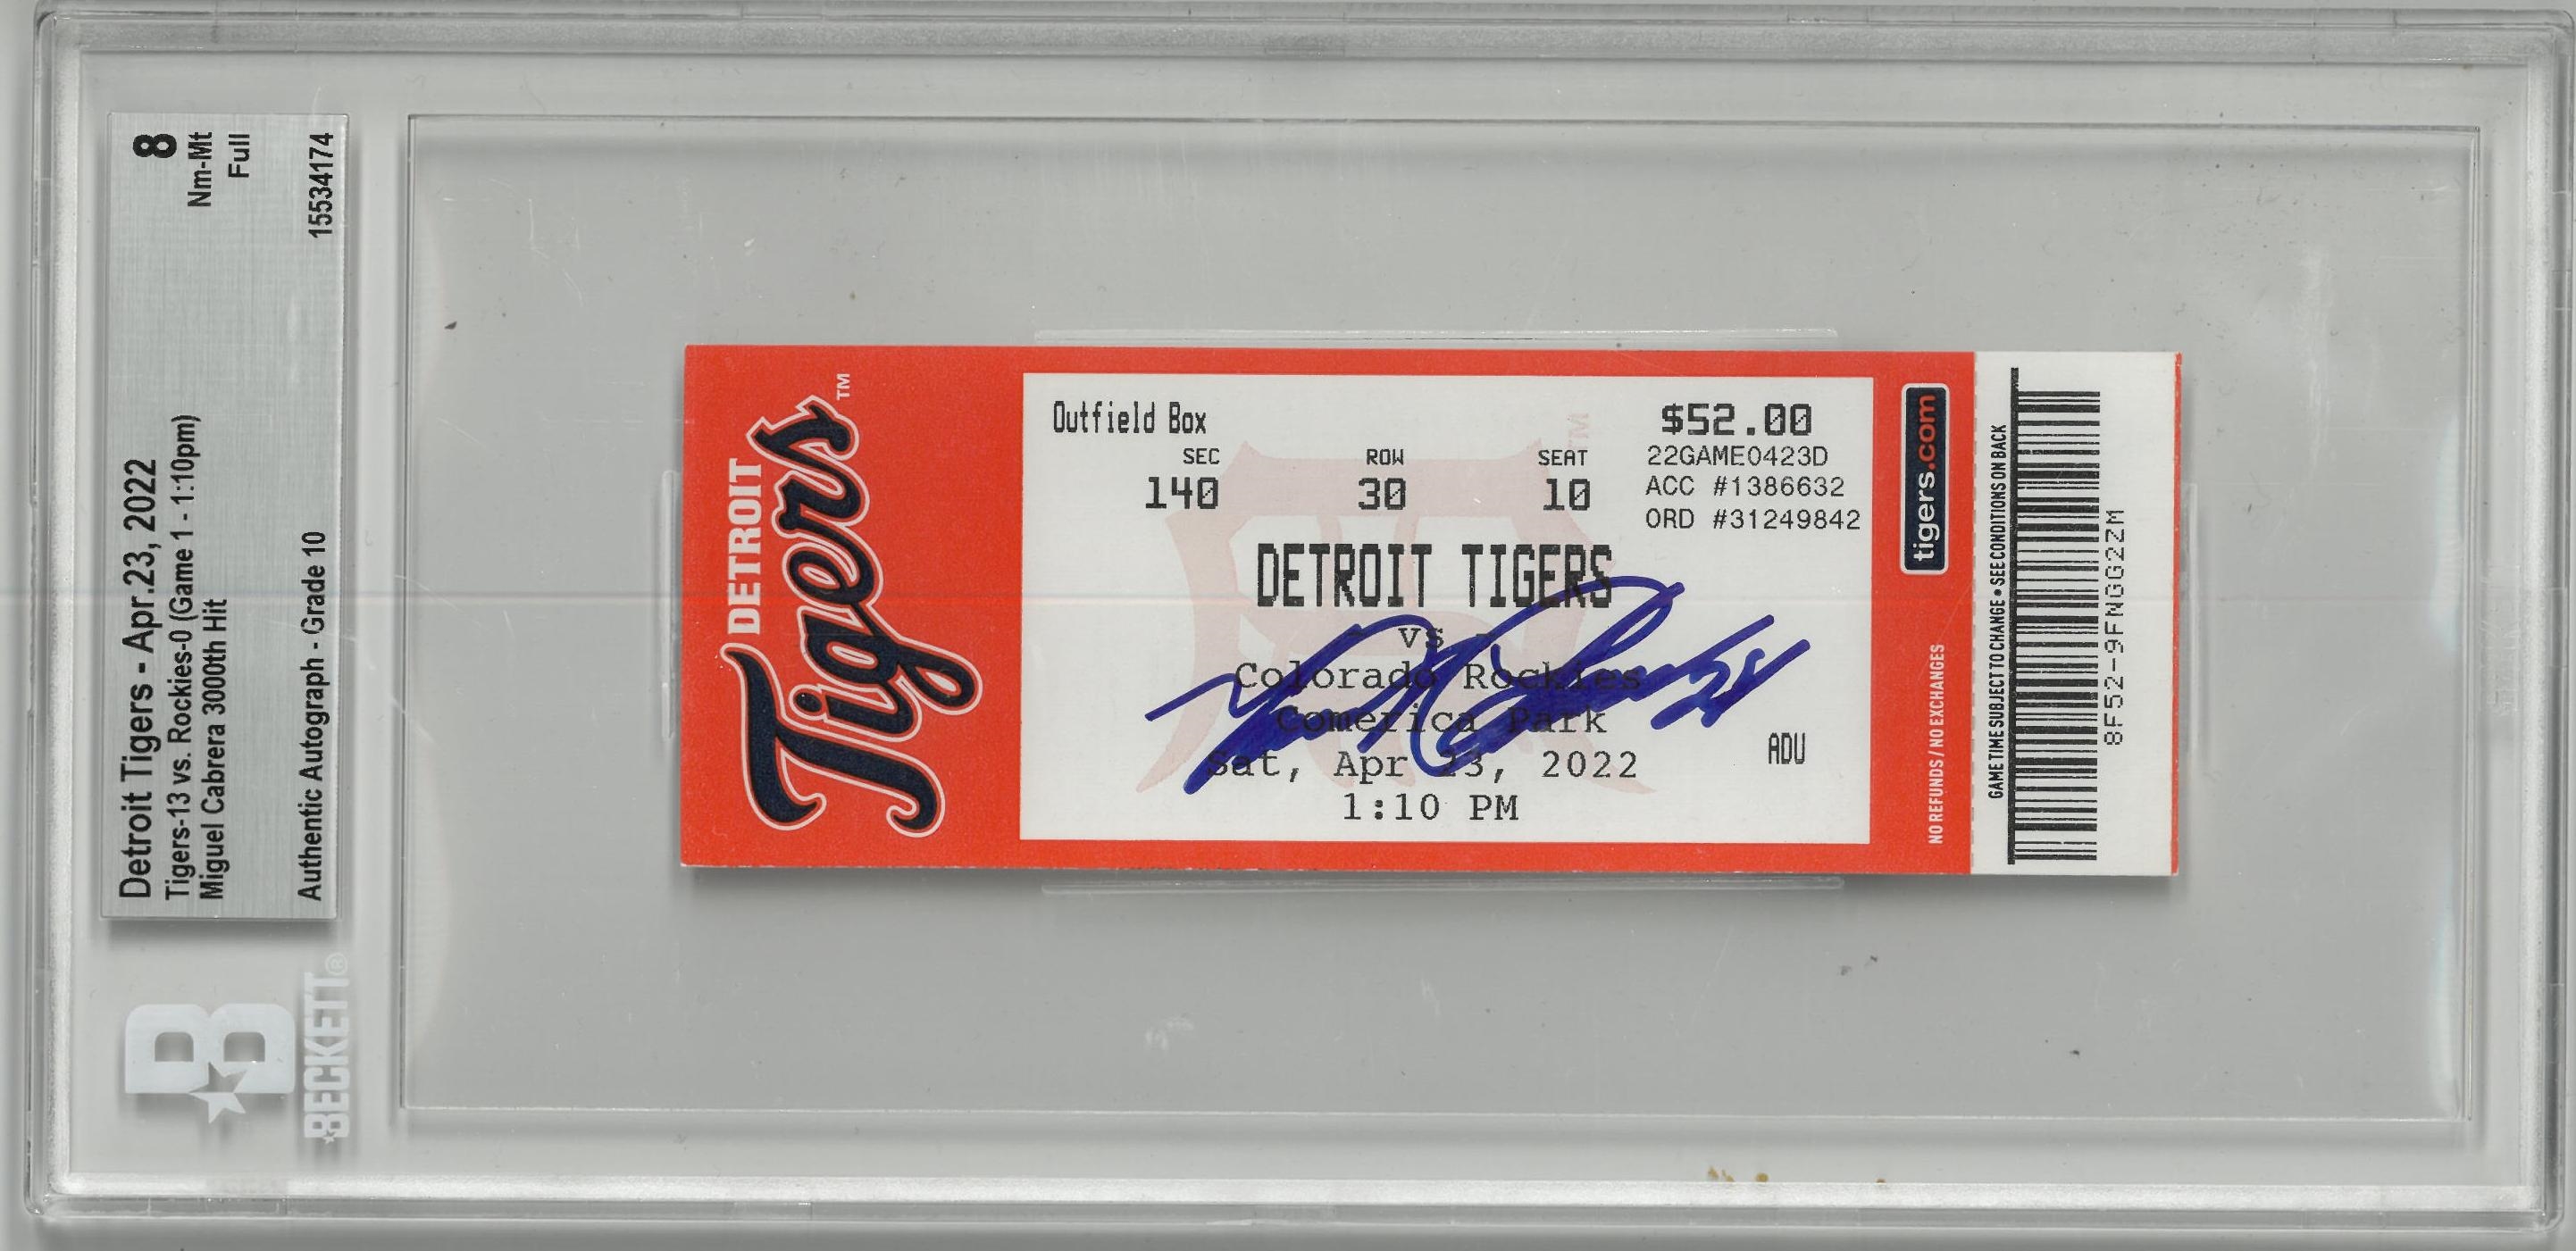 8
Nm-Mt
Full
15534174
Detroit Tigers - Apr.23, 2022
Tigers-13 vs. Rockies-0 (Game 1 - 1:10pm)
Miguel Cabrera 3000th Hit
Authentic Autograph - Grade 10
BECKETT®
DETROIT
Tigers™
Outfield Box
$52.00
SEC ROW SEAT
22GAME0423D
140 30 10
ACC #1386632
ORD #31249842
DETROIT TIGERS
- vs -
Colorado Rockies
Comerica Park
Sat, Apr 23, 2022
1:10 PM
ADU
tigers.com
NO REFUNDS / NO EXCHANGES
GAME TIME SUBJECT TO CHANGE • SEE CONDITIONS ON BACK
8F52-9FNGG2ZM